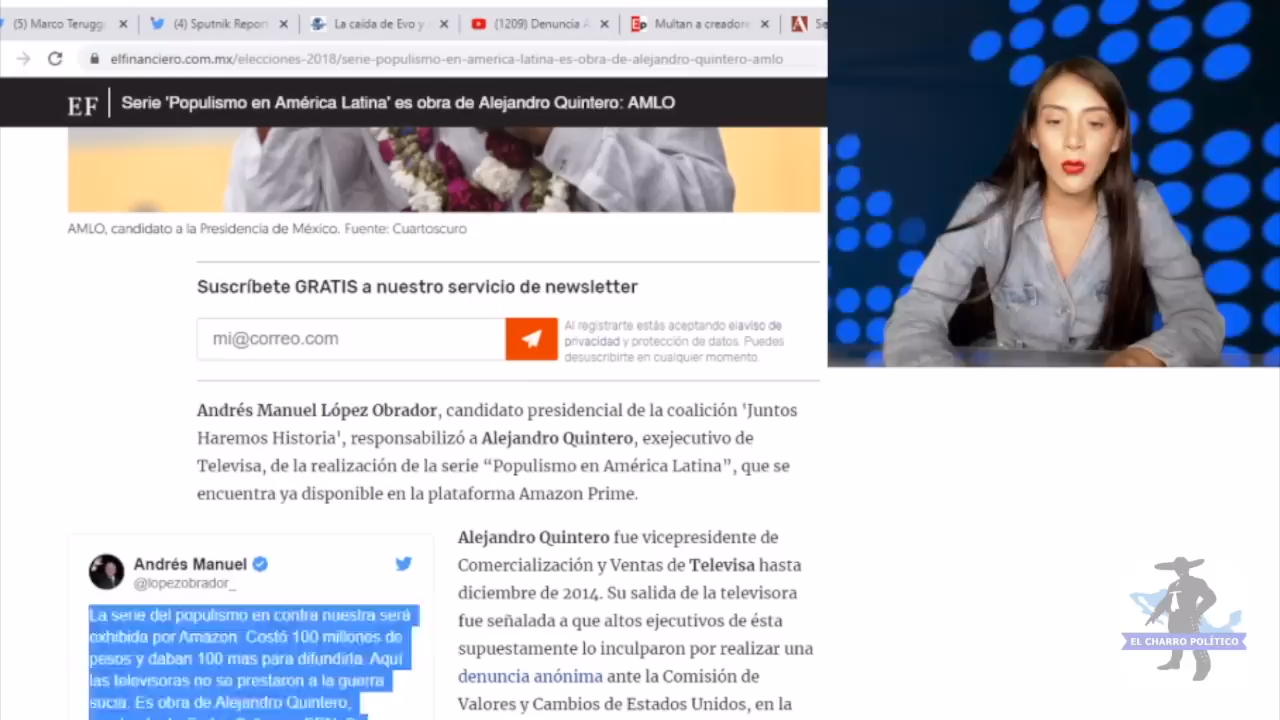 (5) Marco Terugg
(4) Sputnik Report
La caída de Evo y
(1209) Denuncia A
Multan a creadore
Se
elfinanciero.com.mx/elecciones-2018/serie-populismo-en-america-latina-es-obra-de-alejandro-quintero-amlo
EF
Serie 'Populismo en América Latina' es obra de Alejandro Quintero: AMLO
AMLO, candidato a la Presidencia de México. Fuente: Cuartoscuro
Suscríbete GRATIS a nuestro servicio de newsletter
mi@correo.com
Al registrarte estás aceptando elaviso de
privacidad y protección de datos. Puedes
desuscribirte en cualquier momento.
Andrés Manuel López Obrador, candidato presidencial de la coalición 'Juntos
Haremos Historia', responsabilizó a Alejandro Quintero, exejecutivo de
Televisa, de la realización de la serie “Populismo en América Latina”, que se
encuentra ya disponible en la plataforma Amazon Prime.
Andrés Manuel
@lopezobrador_
La serie del populismo en contra nuestra será
exhibida por Amazon. Costó 100 millones de
pesos y daban 100 mas para difundirla. Aquí
las televisoras no se prestaron a la guerra
sucia. Es obra de Alejandro Quintero,
Alejandro Quintero fue vicepresidente de
Comercialización y Ventas de Televisa hasta
diciembre de 2014. Su salida de la televisora
fue señalada a que altos ejecutivos de ésta
supuestamente lo inculparon por realizar una
denuncia anónima ante la Comisión de
Valores y Cambios de Estados Unidos, en la
EL CHARRO POLÍTICO